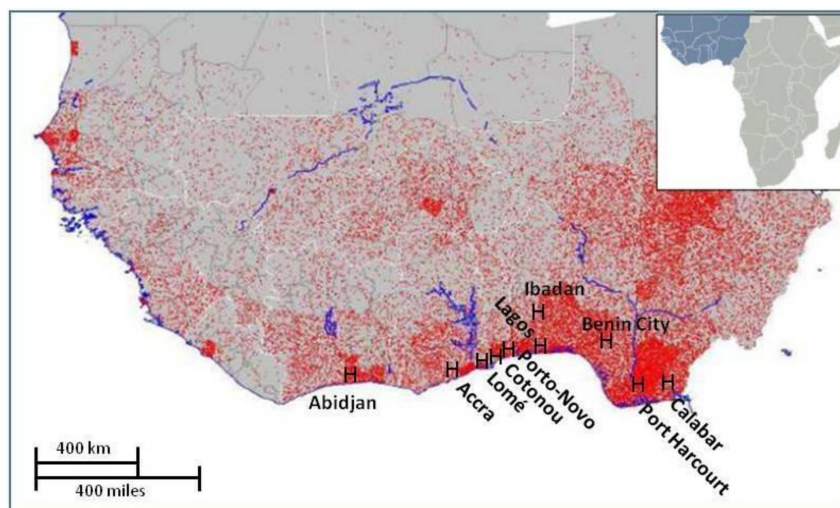 Ibadan
Lagos
Benin City
H
H
H
H
H
H
H
H
H
H
Porto-Novo
Cotonou
Lomé
Accra
Abidjan
Calabar
Port Harcourt
400 km
400 miles